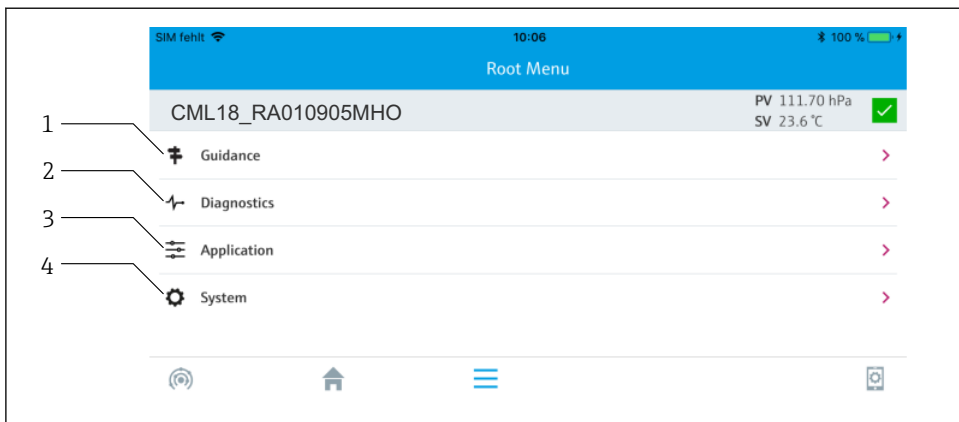 SIM fehlt 10:06 100 %
Root Menu
CML18_RA010905MHO
PV 111.70 hPa
SV 23.6 °C
1 Guidance
2 Diagnostics
3 Application
4 System